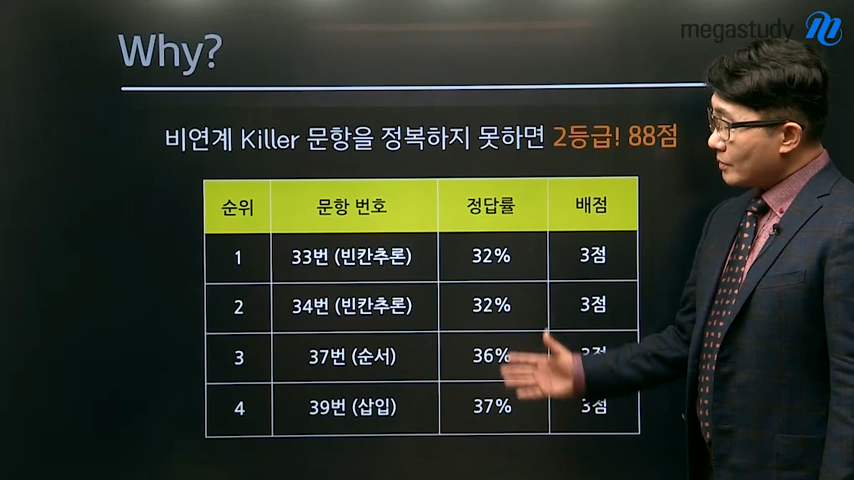 megastudy
Why?
비연계 Killer 문항을 정복하지 못하면 2등급! 88점
순위 문항 번호 정답률 배점
1 33번 (빈칸추론) 32% 3점
2 34번 (빈칸추론) 32% 3점
3 37번 (순서) 36% 3점
4 39번 (삽입) 37% 3점